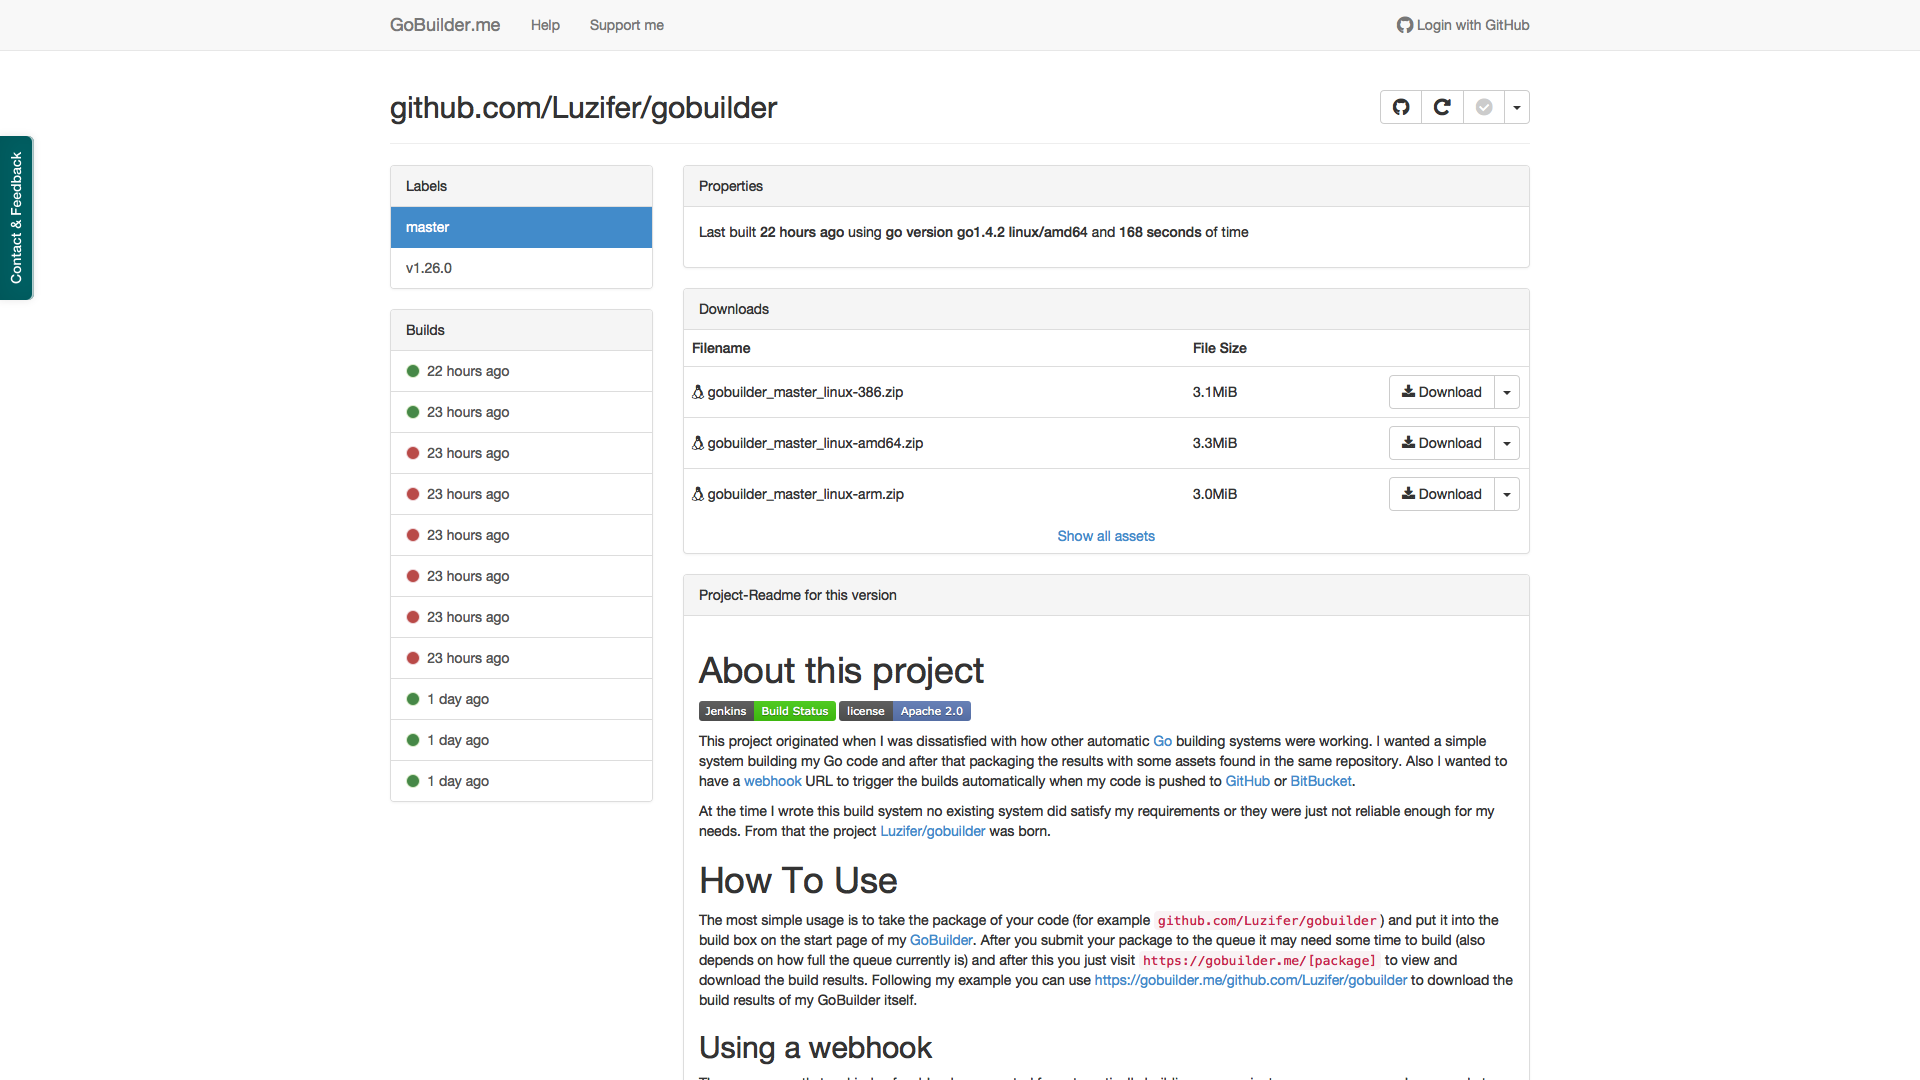 GoBuilder.me Help Support me Login with GitHub
github.com/Luzifer/gobuilder
Contact & Feedback
Labels
master
v1.26.0
Builds
22 hours ago
23 hours ago
23 hours ago
23 hours ago
23 hours ago
23 hours ago
23 hours ago
23 hours ago
1 day ago
1 day ago
1 day ago
Properties
Last built 22 hours ago using go version go1.4.2 linux/amd64 and 168 seconds of time
Downloads
Filename File Size
gobuilder_master_linux-386.zip 3.1MiB Download
gobuilder_master_linux-amd64.zip 3.3MiB Download
gobuilder_master_linux-arm.zip 3.0MiB Download
Show all assets
Project-Readme for this version
About this project
Jenkins Build Status license Apache 2.0
This project originated when I was dissatisfied with how other automatic Go building systems were working. I wanted a simple
system building my Go code and after that packaging the results with some assets found in the same repository. Also I wanted to
have a webhook URL to trigger the builds automatically when my code is pushed to GitHub or BitBucket.
At the time I wrote this build system no existing system did satisfy my requirements or they were just not reliable enough for my
needs. From that the project Luzifer/gobuilder was born.
How To Use
The most simple usage is to take the package of your code (for example github.com/Luzifer/gobuilder) and put it into the
build box on the start page of my GoBuilder. After you submit your package to the queue it may need some time to build (also
depends on how full the queue currently is) and after this you just visit https://gobuilder.me/[package] to view and
download the build results. Following my example you can use https://gobuilder.me/github.com/Luzifer/gobuilder to download the
build results of my GoBuilder itself.
Using a webhook